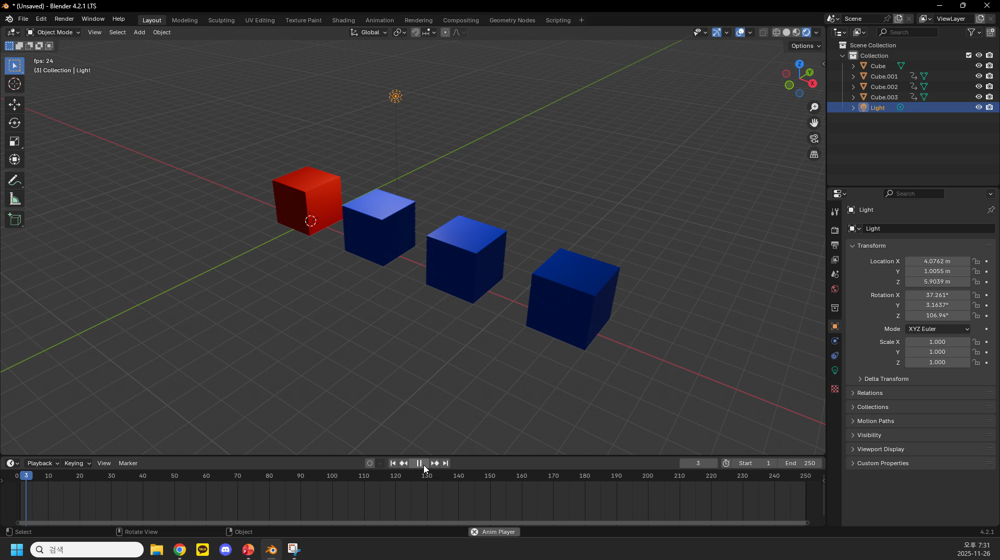 * (Unsaved) - Blender 4.2.1 LTS
File Edit Render Window Help Layout Modeling Sculpting UV Editing Texture Paint Shading Animation Rendering Compositing Geometry Nodes Scripting + Scene ViewLayer
Object Mode View Select Add Object Global Search
Options
fps: 24
(3) Collection | Light
Z
Y
X
Scene Collection
Collection
Cube
Cube.001
Cube.002
Cube.003
Light
Search
Light
Light
Transform
Location X 4.0762 m
Y 1.0055 m
Z 5.9039 m
Rotation X 37.261°
Y 3.1637°
Z 106.94°
Mode XYZ Euler
Scale X 1.000
Y 1.000
Z 1.000
Delta Transform
Relations
Collections
Motion Paths
Visibility
Viewport Display
Custom Properties
Playback Keying View Marker 3 Start 1 End 250
0 3 10 20 30 40 50 60 70 80 90 100 110 120 130 140 150 160 170 180 190 200 210 220 230 240 250
Select Rotate View Object Anim Player 4.2.1
검색
TALK
P
오후 7:31
2025-11-26